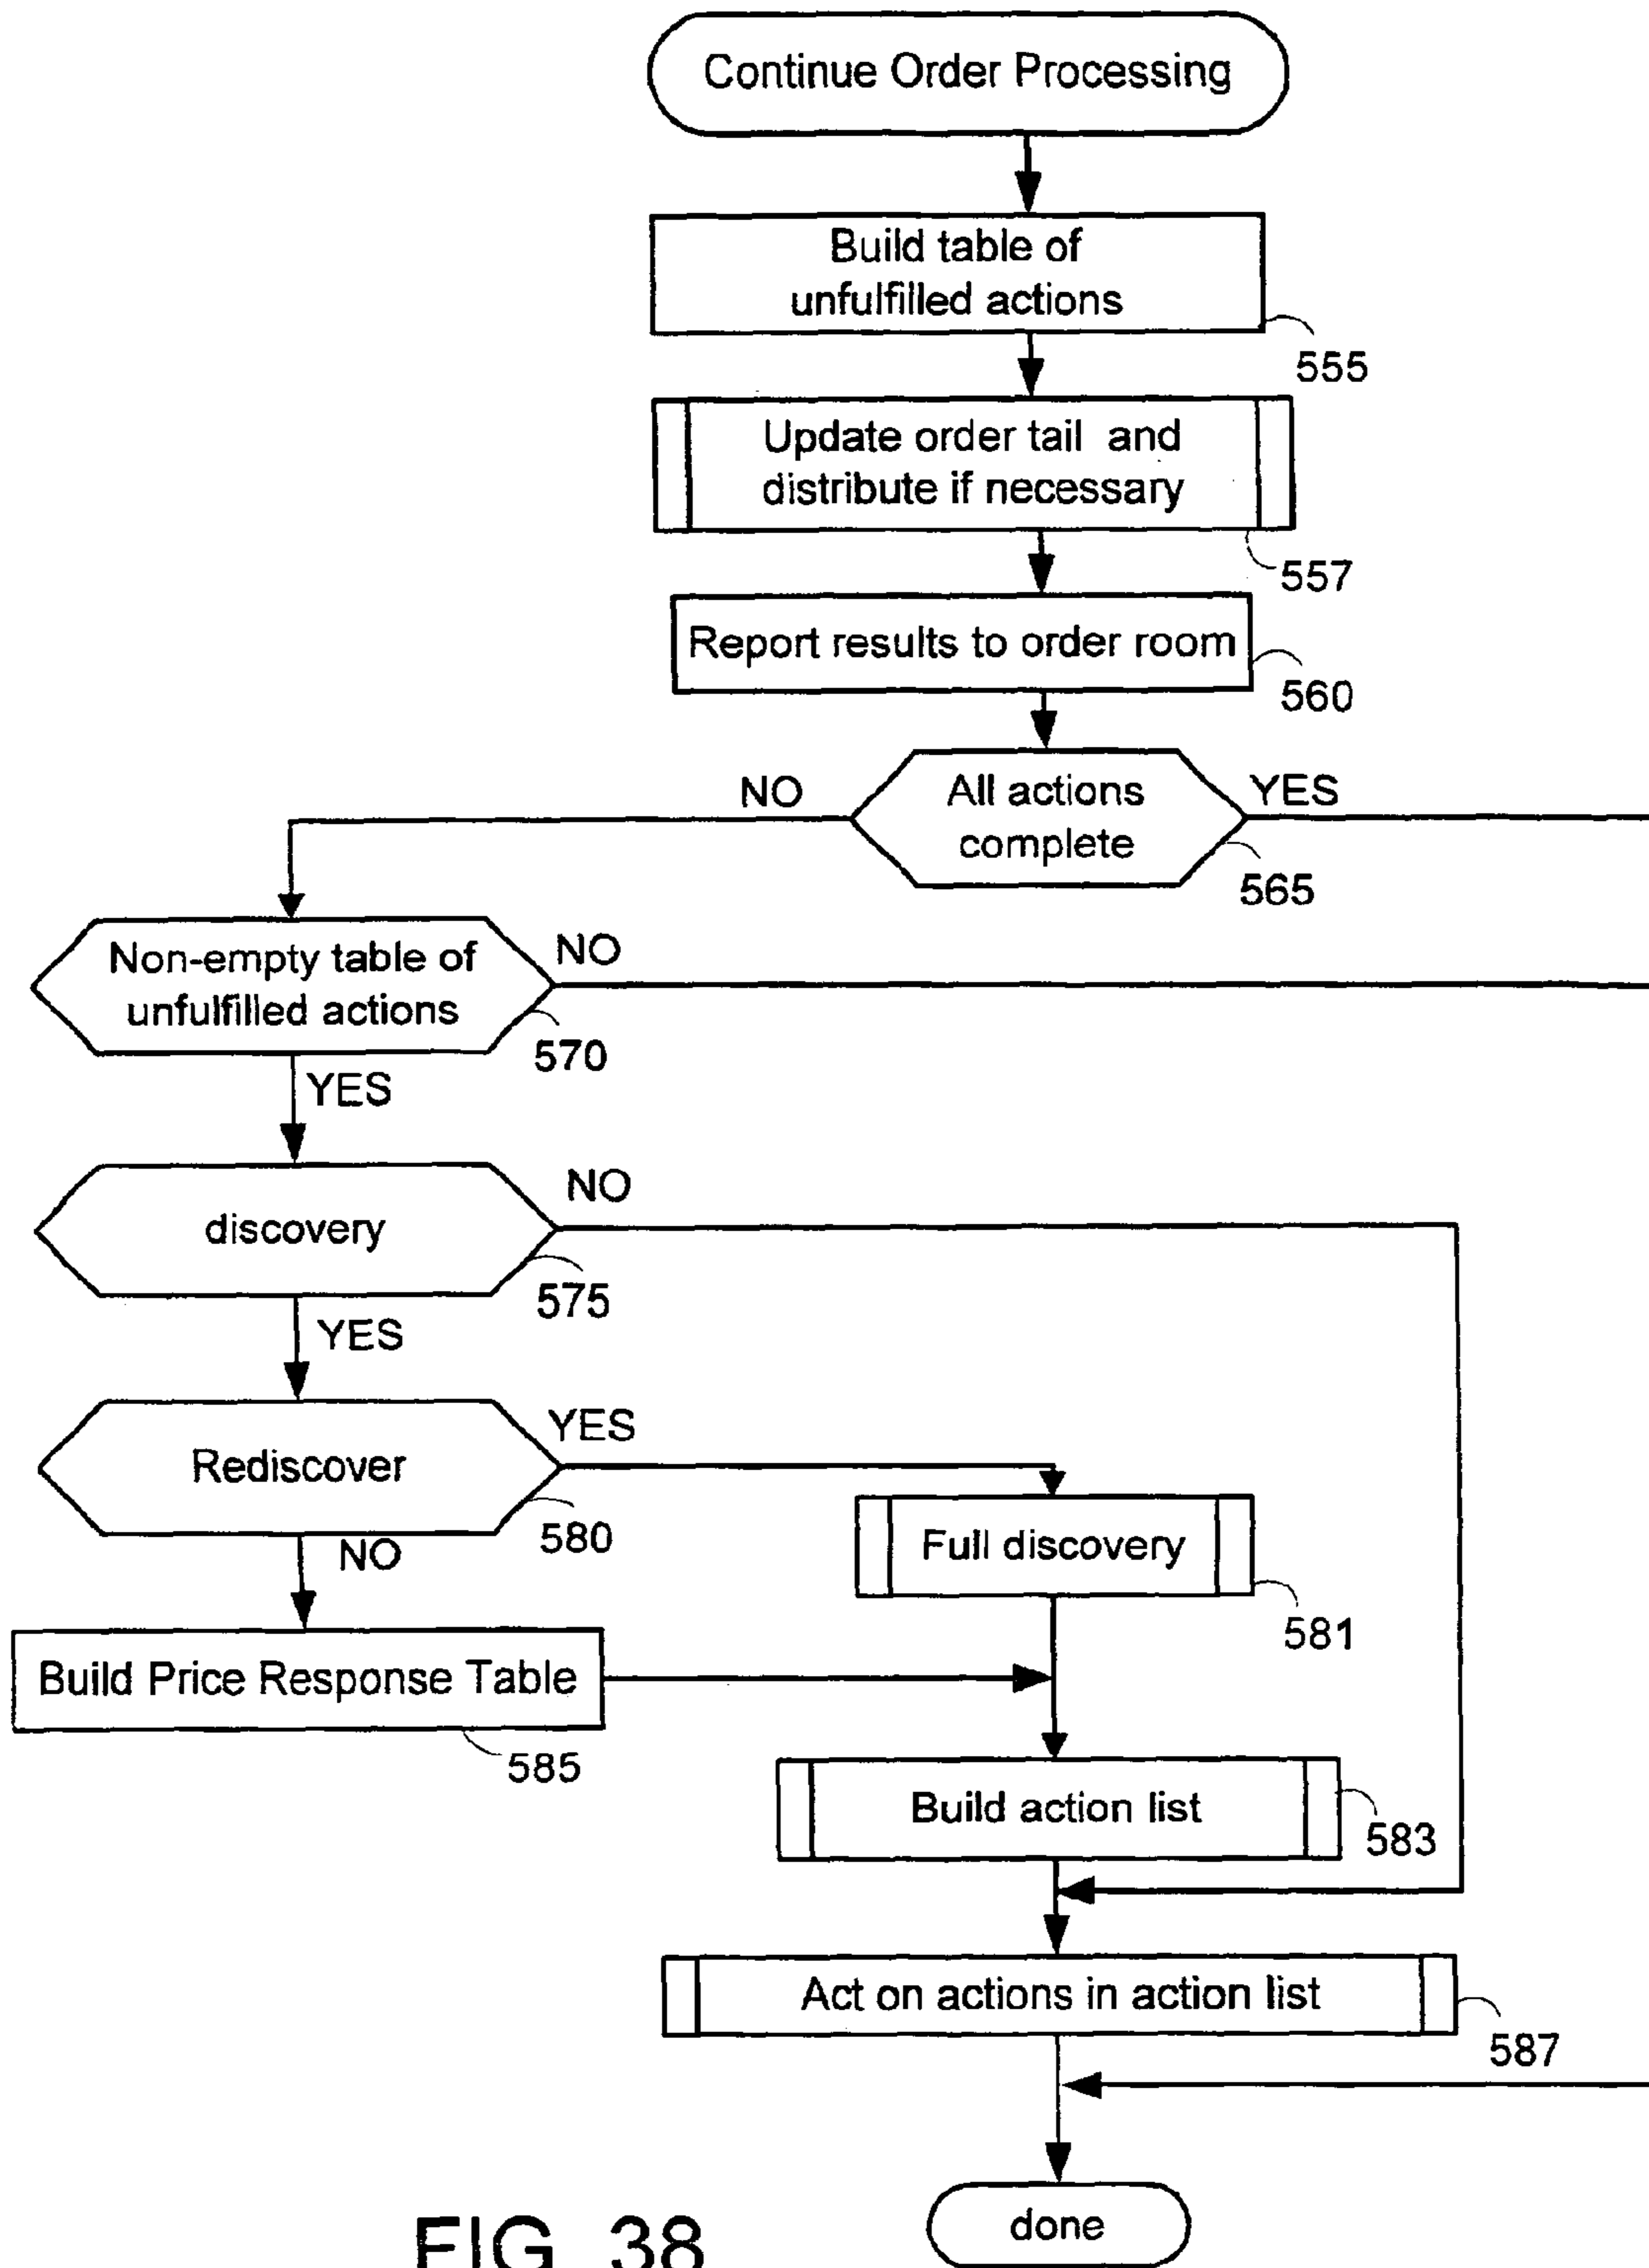 Continue Order Processing
Build table of
unfulfilled actions
555
Update order tail and
distribute if necessary
557
Report results to order room
560
NO
All actions
complete
YES
565
Non-empty table of
unfulfilled actions
NO
570
YES
discovery
NO
575
YES
Rediscover
YES
580
NO
Full discovery
581
Build Price Response Table
585
Build action list
583
Act on actions in action list
587
done
FIG. 38